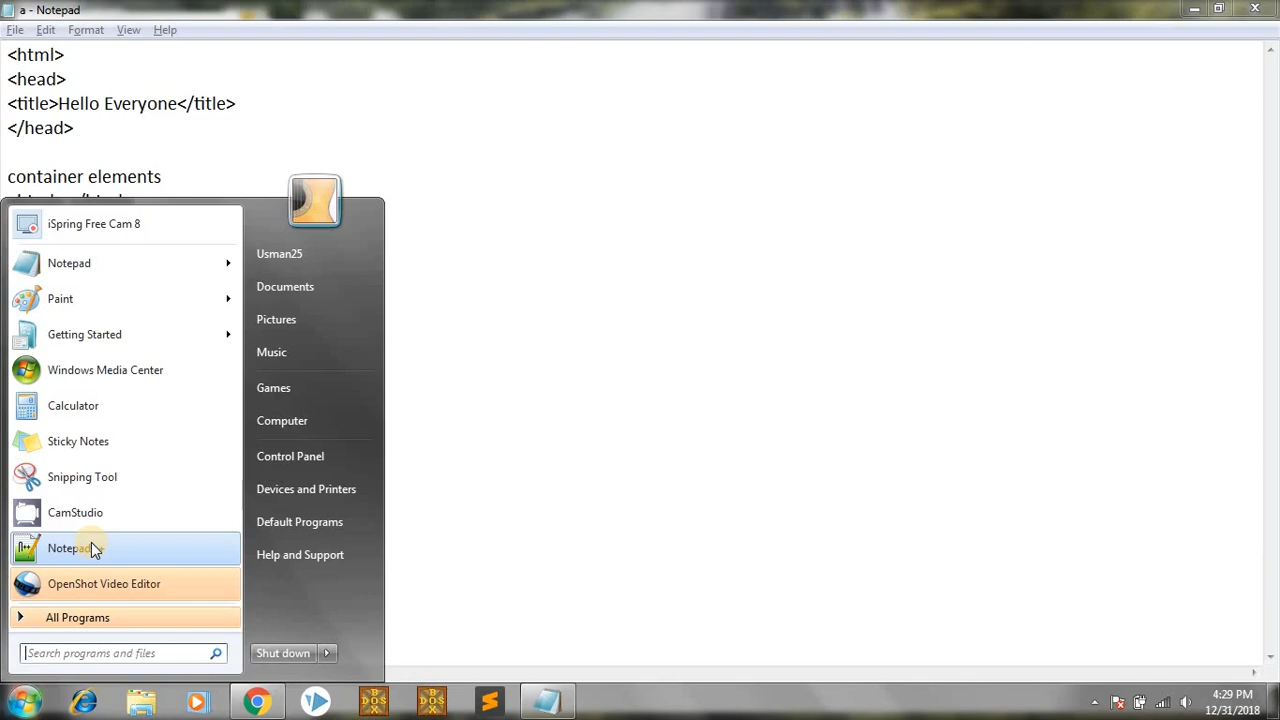 a - Notepad
File Edit Format View Help
<html>
<head>
<title>Hello Everyone</title>
</head>
container elements
iSpring Free Cam 8
Notepad
Paint
Getting Started
Windows Media Center
Calculator
Sticky Notes
Snipping Tool
CamStudio
OpenShot Video Editor
All Programs
Search programs and files
Usman25
Documents
Pictures
Music
Games
Computer
Control Panel
Devices and Printers
Default Programs
Help and Support
Shut down
4:29 PM
12/31/2018